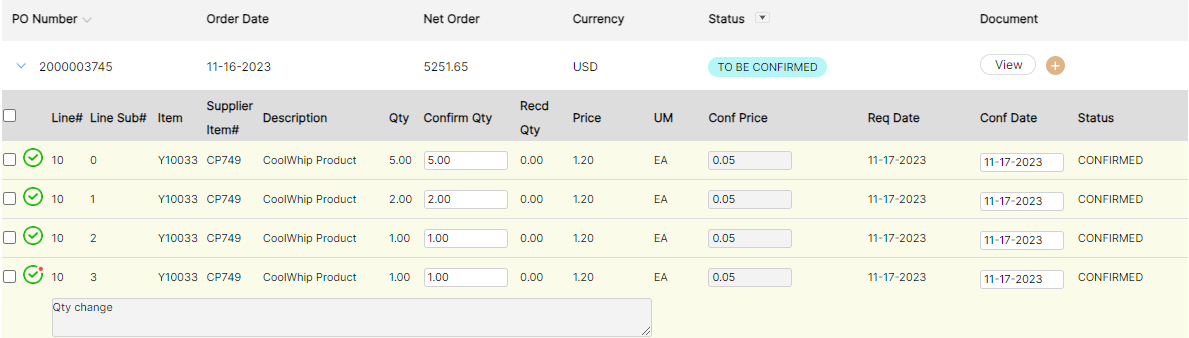 PO Number Order Date Net Order Currency Status Document
2000003745 11-16-2023 5251.65 USD TO BE CONFIRMED View +
Line# Line Sub# Item Supplier Item# Description Qty Confirm Qty Recd Qty Price UM Conf Price Req Date Conf Date Status
10 0 Y10033 CP749 CoolWhip Product 5.00 5.00 0.00 1.20 EA 0.05 11-17-2023 11-17-2023 CONFIRMED
10 1 Y10033 CP749 CoolWhip Product 2.00 2.00 0.00 1.20 EA 0.05 11-17-2023 11-17-2023 CONFIRMED
10 2 Y10033 CP749 CoolWhip Product 1.00 1.00 0.00 1.20 EA 0.05 11-17-2023 11-17-2023 CONFIRMED
10 3 Y10033 CP749 CoolWhip Product 1.00 1.00 0.00 1.20 EA 0.05 11-17-2023 11-17-2023 CONFIRMED
Qty change